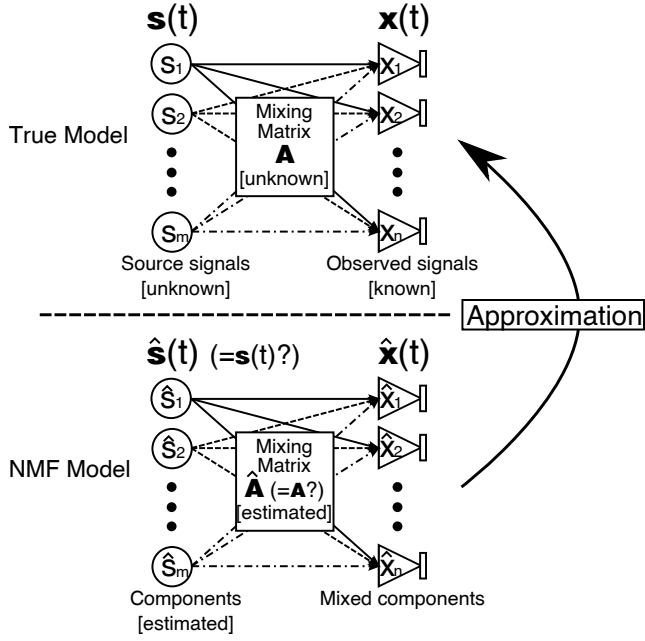 s(t) x(t)
S1 X1
S2 X2
Mixing
Matrix
A
[unknown]
True Model
Sm Xn
Source signals Observed signals
[unknown] [known]
Approximation
ŝ(t) (=s(t)?) x̂(t)
Ŝ1 X̂1
Ŝ2 X̂2
Mixing
Matrix
Â (=A?)
[estimated]
NMF Model
Ŝm X̂n
Components Mixed components
[estimated]